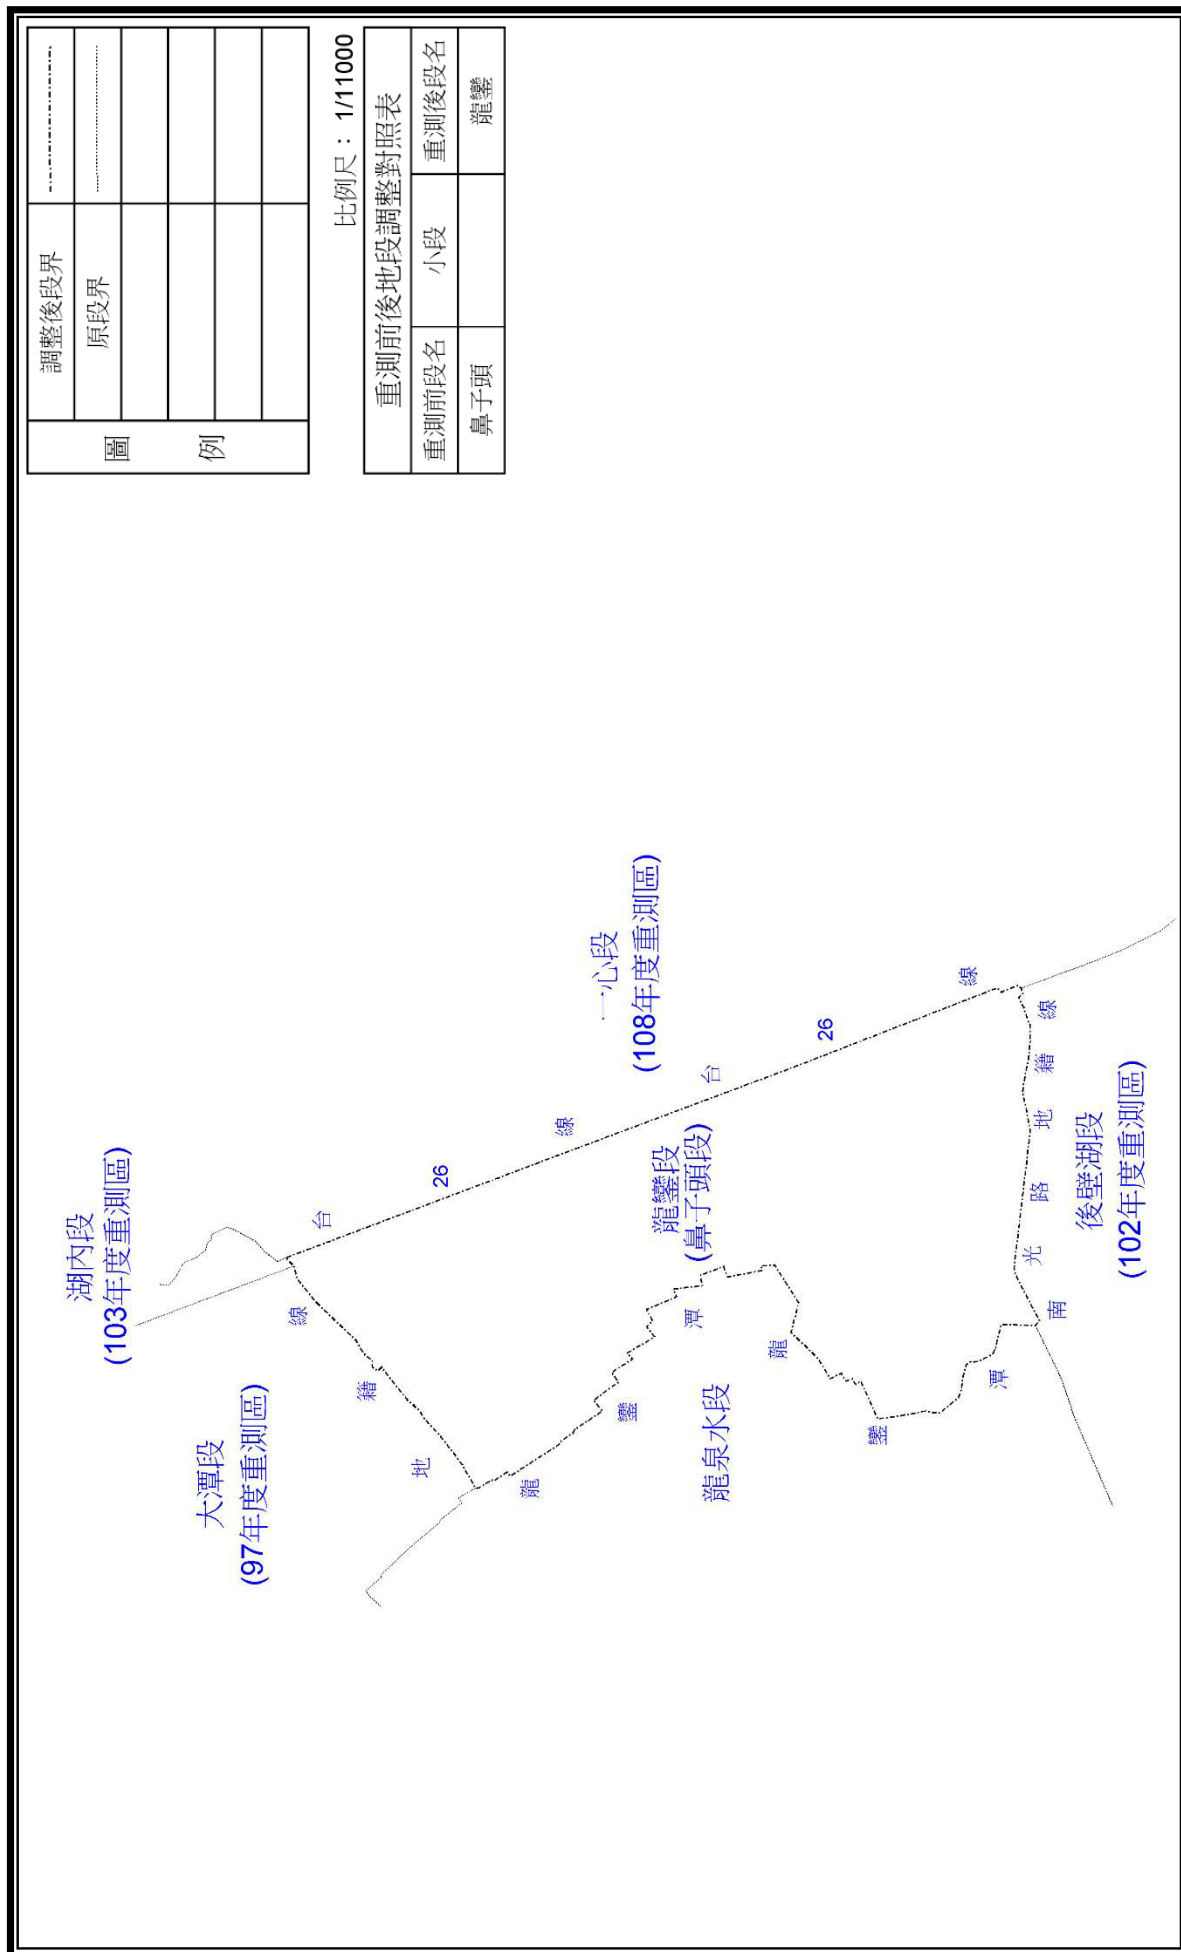 圖例
調整後段界
原段界
比例尺：1/11000
重測前後地段調整對照表
重測前段名 小段 重測後段名
鼻子頭 龍鑾
湖內段
(103年度重測區)
大潭段
(97年度重測區)
地籍線
台26線台26線
一心段
(108年度重測區)
龍鑾段
(鼻子頭段)
龍鑾潭龍鑾潭
龍泉水段
南光路地籍線
後壁湖段
(102年度重測區)